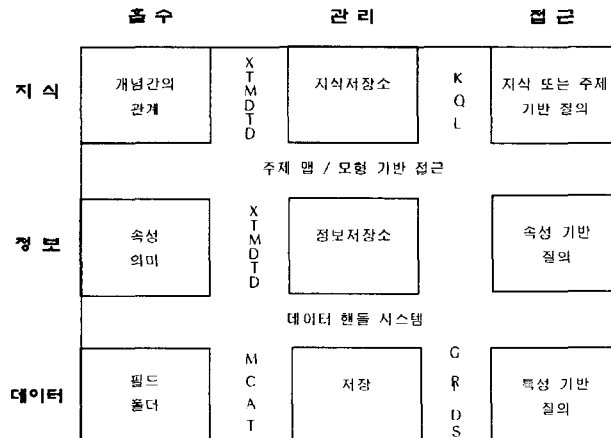 흡 수 관 리 접 근
지 식
개념간의
관계
XTMDTD
지식저장소
KQL
지식 또는 주제
기반 질의
주제 맵 / 모형 기반 접근
정 보
속성
의미
XTMDTD
정보저장소
속성 기반
질의
데이터 핸들 시스템
데이터
필드
폴더
MCAT
저장
GRIDS
특성 기반
질의